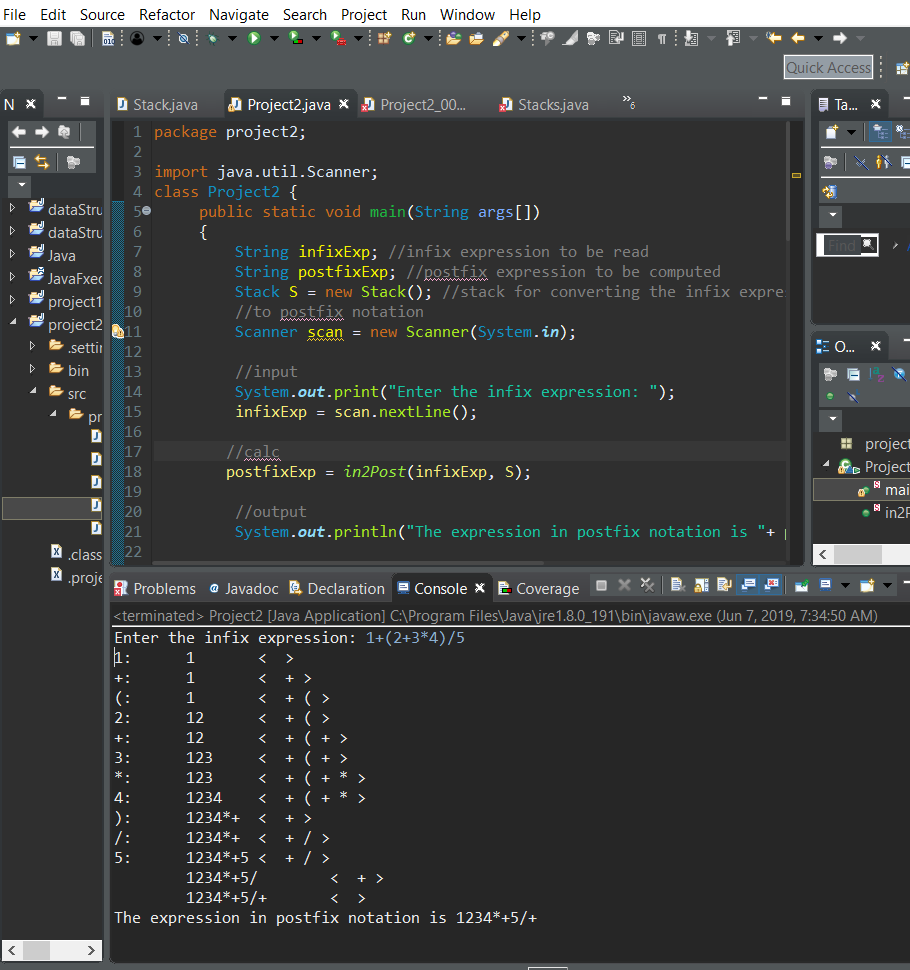 File Edit Source Refactor Navigate Search Project Run Window Help
Quick Access
N
Stack.java Project2.java Project2_00... Stacks.java »6
Ta...
dataStru
dataStru
Java
JavaFxec
project1
project2
.settin
bin
src
pr
.class
.proje
1 package project2;
2
3 import java.util.Scanner;
4 class Project2 {
5 public static void main(String args[])
6 {
7 String infixExp; //infix expression to be read
8 String postfixExp; //postfix expression to be computed
9 Stack S = new Stack(); //stack for converting the infix expre
10 //to postfix notation
11 Scanner scan = new Scanner(System.in);
12
13 //input
14 System.out.print("Enter the infix expression: ");
15 infixExp = scan.nextLine();
16
17 //calc
18 postfixExp = in2Post(infixExp, S);
19
20 //output
21 System.out.println("The expression in postfix notation is "+ p
22
Find
O...
project
Project
mai
in2P
Problems @ Javadoc Declaration Console Coverage
<terminated> Project2 [Java Application] C:\Program Files\Java\jre1.8.0_191\bin\javaw.exe (Jun 7, 2019, 7:34:50 AM)
Enter the infix expression: 1+(2+3*4)/5
1: 1 < >
+: 1 < + >
(: 1 < + ( >
2: 12 < + ( >
+: 12 < + ( + >
3: 123 < + ( + >
*: 123 < + ( + * >
4: 1234 < + ( + * >
): 1234*+ < + >
/: 1234*+ < + / >
5: 1234*+5 < + / >
1234*+5/ < + >
1234*+5/+ < >
The expression in postfix notation is 1234*+5/+